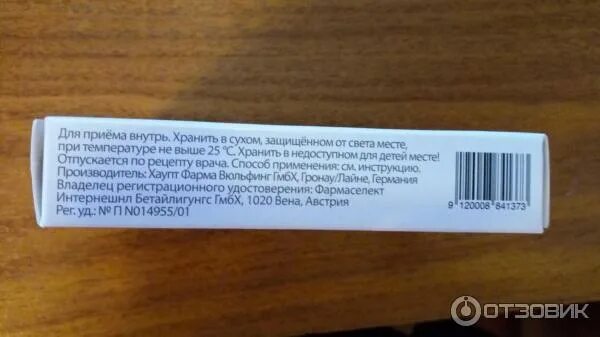 Для приёма внутрь. Хранить в сухом, защищённом от света месте,
при температуре не выше 25 °С. Хранить в недоступном для детей месте!
Отпускается по рецепту врача. Способ применения: см. инструкцию.
Производитель: Хаупт Фарма Вюльфинг ГмбХ, Гронау/Лайне, Германия
Владелец регистрационного удостоверения: Фармаселект
Интернешнл Бетайлигунгс ГмбХ, 1020 Вена, Австрия
Рег. уд.: № П N014955/01
9 120008 841373
ОТЗОВИК